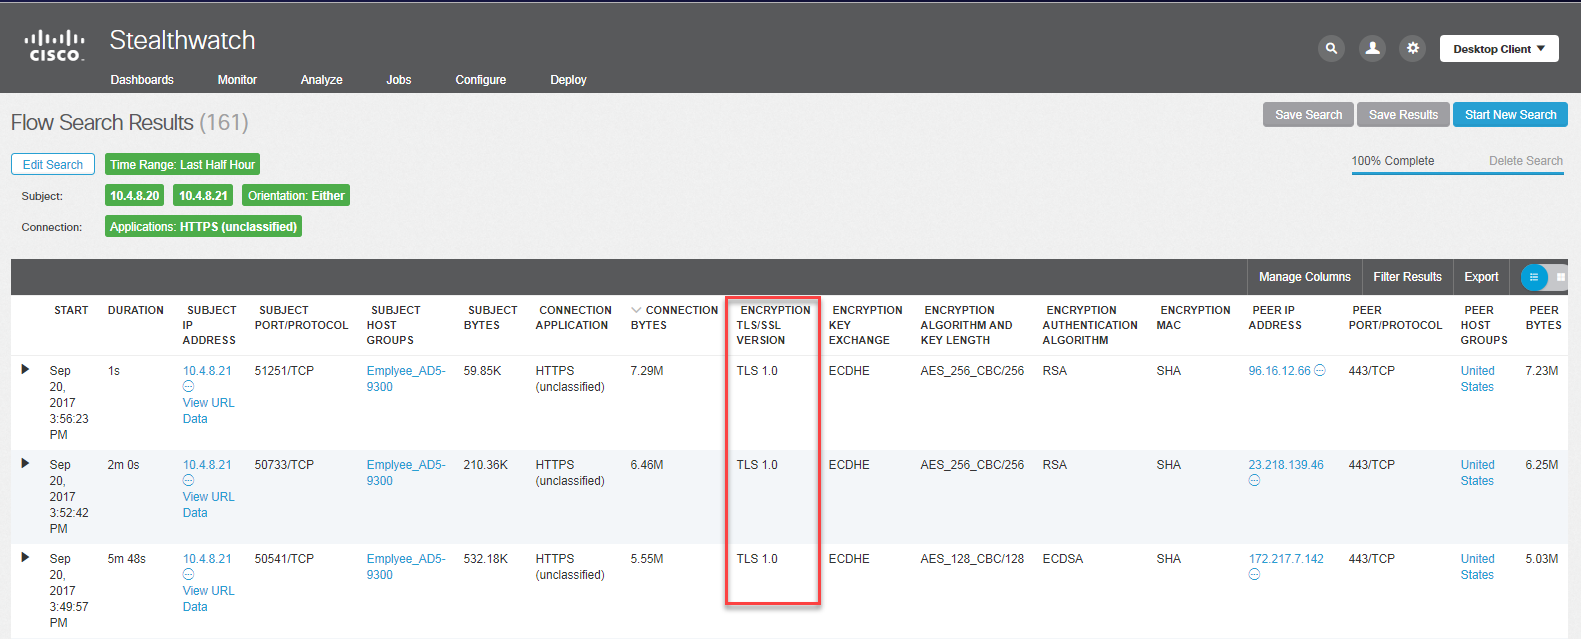 CISCO
Stealthwatch
Dashboards Monitor Analyze Jobs Configure Deploy
Desktop Client
Flow Search Results (161)
Save Search Save Results Start New Search
Edit Search Time Range: Last Half Hour
100% Complete Delete Search
Subject: 10.4.8.20 10.4.8.21 Orientation: Either
Connection: Applications: HTTPS (unclassified)
Manage Columns Filter Results Export
START DURATION SUBJECT SUBJECT SUBJECT SUBJECT CONNECTION CONNECTION ENCRYPTION ENCRYPTION ENCRYPTION ENCRYPTION ENCRYPTION PEER IP PEER PEER PEER
IP PORT/PROTOCOL HOST BYTES APPLICATION BYTES TLS/SSL KEY ALGORITHM AND AUTHENTICATION MAC ADDRESS PORT/PROTOCOL HOST BYTES
ADDRESS GROUPS VERSION EXCHANGE KEY LENGTH ALGORITHM GROUPS
Sep 1s 10.4.8.21 51251/TCP Emplyee_AD5- 59.85K HTTPS 7.29M TLS 1.0 ECDHE AES_256_CBC/256 RSA SHA 96.16.12.66 443/TCP United 7.23M
20, 9300 (unclassified) States
2017 View URL
3:56:23 Data
PM
Sep 2m 0s 10.4.8.21 50733/TCP Emplyee_AD5- 210.36K HTTPS 6.46M TLS 1.0 ECDHE AES_256_CBC/256 RSA SHA 23.218.139.46 443/TCP United 6.25M
20, 9300 (unclassified) States
2017 View URL
3:52:42 Data
PM
Sep 5m 48s 10.4.8.21 50541/TCP Emplyee_AD5- 532.18K HTTPS 5.55M TLS 1.0 ECDHE AES_128_CBC/128 ECDSA SHA 172.217.7.142 443/TCP United 5.03M
20, 9300 (unclassified) States
2017 View URL
3:49:57 Data
PM